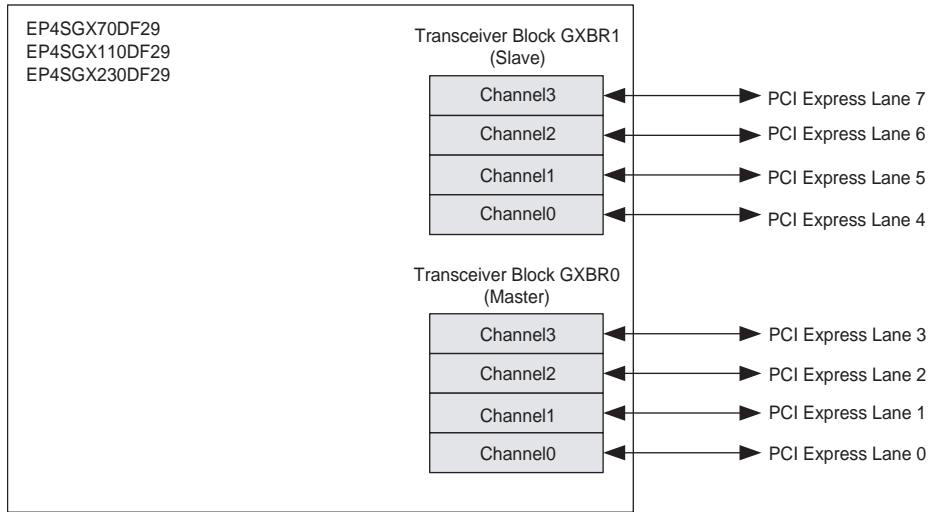 EP4SGX70DF29
EP4SGX110DF29
EP4SGX230DF29
Transceiver Block GXBR1
(Slave)
Channel3
PCI Express Lane 7
Channel2
PCI Express Lane 6
Channel1
PCI Express Lane 5
Channel0
PCI Express Lane 4
Transceiver Block GXBR0
(Master)
Channel3
PCI Express Lane 3
Channel2
PCI Express Lane 2
Channel1
PCI Express Lane 1
Channel0
PCI Express Lane 0